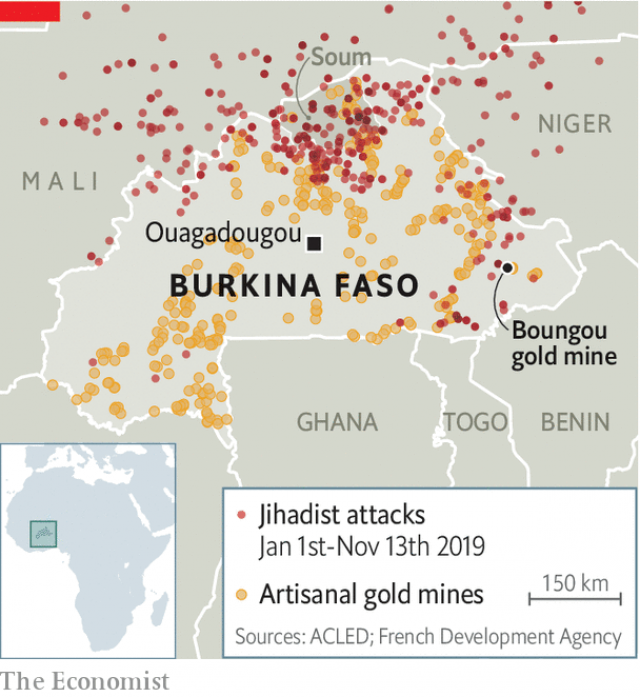 Soum
NIGER
MALI
Ouagadougou
BURKINA FASO
Boungou
gold mine
GHANA
TOGO
BENIN
Jihadist attacks
Jan 1st-Nov 13th 2019
Artisanal gold mines
150 km
Sources: ACLED; French Development Agency
The Economist